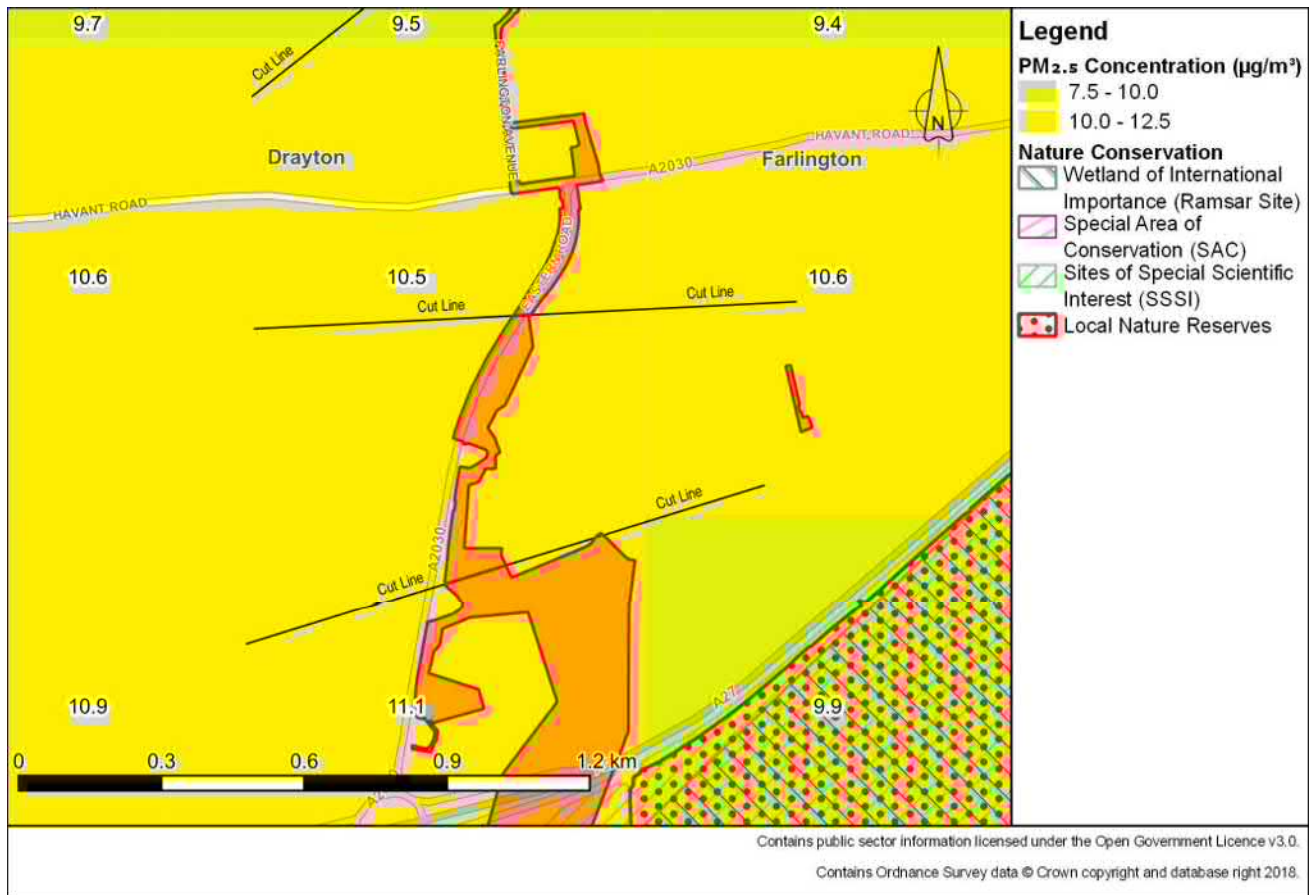 9.7
9.5
9.4
Cut Line
FARLINGTON AVENUE
Drayton
HAVANT ROAD
A2030
Farlington
HAVANT ROAD
EASTERN ROAD
10.6
10.5
10.6
Cut Line
Cut Line
A2030
Cut Line
Cut Line
10.9
11.1
A27
9.9
0
0.3
0.6
0.9
1.2 km
N
Legend
PM2.5 Concentration (µg/m³)
7.5 - 10.0
10.0 - 12.5
Nature Conservation
Wetland of International
Importance (Ramsar Site)
Special Area of
Conservation (SAC)
Sites of Special Scientific
Interest (SSSI)
Local Nature Reserves
Contains public sector information licensed under the Open Government Licence v3.0.
Contains Ordnance Survey data © Crown copyright and database right 2018.